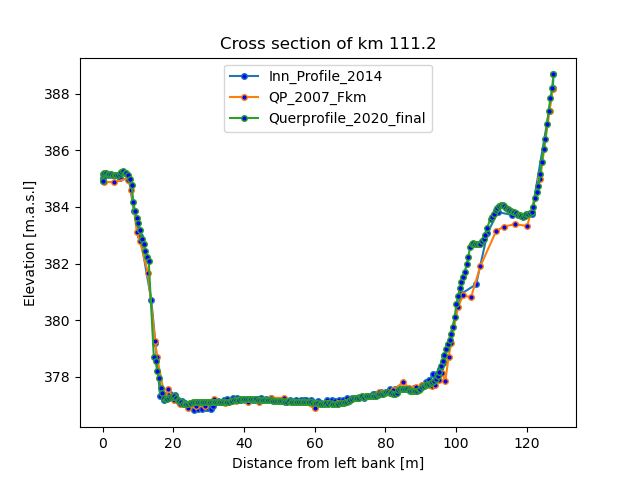 Cross section of km 111.2
Inn_Profile_2014
QP_2007_Fkm
Querprofile_2020_final
Elevation [m.a.s.l]
388
386
384
382
380
378
0 20 40 60 80 100 120
Distance from left bank [m]